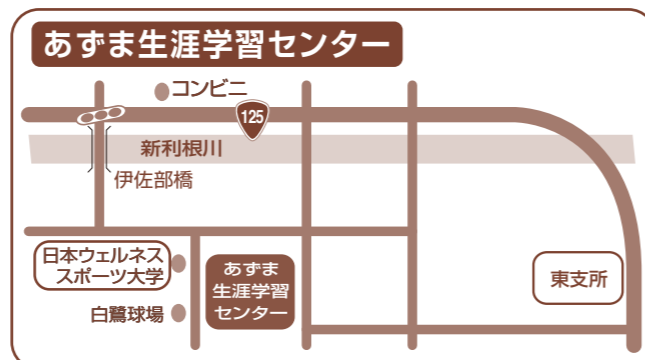 あずま生涯学習センター
コンビニ
125
新利根川
伊佐部橋
日本ウェルネス
スポーツ大学
あずま
生涯学習
センター
東支所
白鷺球場